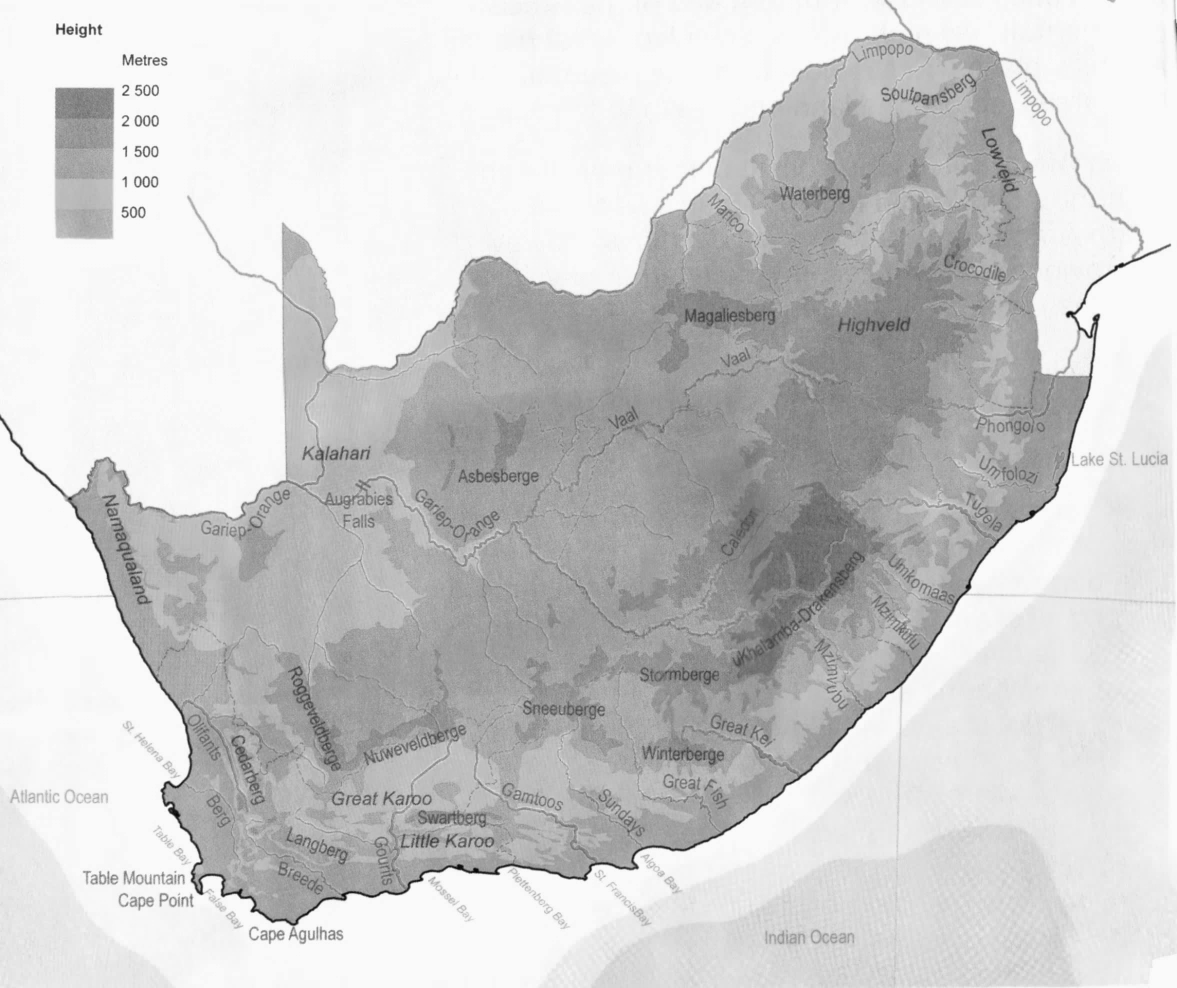 Height
Metres
2 500
2 000
1 500
1 000
500
Limpopo
Soutpansberg
Limpopo
Lowveld
Waterberg
Marico
Crocodile
Magaliesberg
Highveld
Vaal
Vaal
Phongolo
Kalahari
Asbesberge
Umfolozi
Lake St. Lucia
Augrabies
Falls
Gariep-Orange
Gariep-Orange
Tugela
Namaqualand
Caledon
Umkomaas
uKhalamba-Drakensberg
Mzimkulu
Mzimvubu
Stormberge
Roggeveldberge
Sneeuberge
Nuweveldberge
Great Kei
Olifants
Cedarberg
St. Helena Bay
Winterberge
Great Fish
Atlantic Ocean
Berg
Great Karoo
Gamtoos
Sundays
Swartberg
Langberg
Little Karoo
Gourits
Breede
Table Bay
Table Mountain
Cape Point
False Bay
Mossel Bay
Plettenberg Bay
St. FrancisBay
Algoa Bay
Cape Agulhas
Indian Ocean